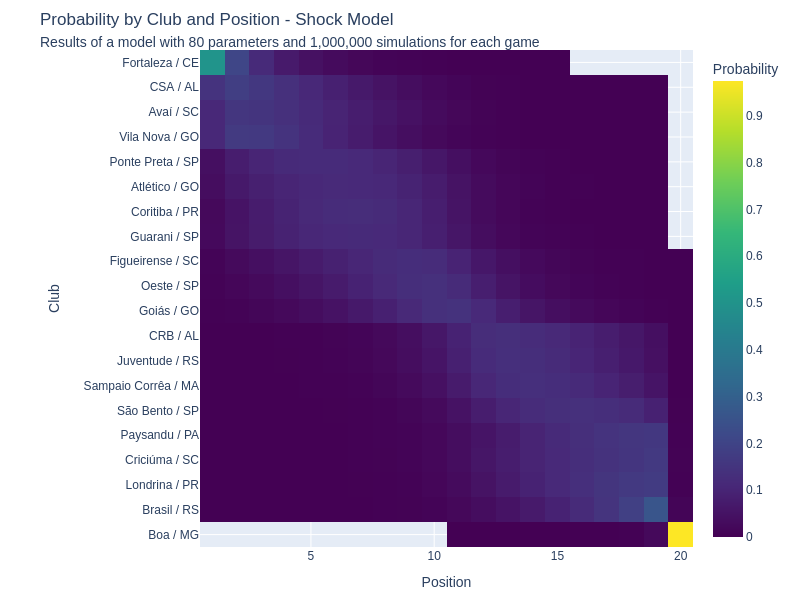 Probability by Club and Position - Shock Model
Results of a model with 80 parameters and 1,000,000 simulations for each game
Probability
Club
Fortaleza / CE
CSA / AL
Avaí / SC
Vila Nova / GO
Ponte Preta / SP
Atlético / GO
Coritiba / PR
Guarani / SP
Figueirense / SC
Oeste / SP
Goiás / GO
CRB / AL
Juventude / RS
Sampaio Corrêa / MA
São Bento / SP
Paysandu / PA
Criciúma / SC
Londrina / PR
Brasil / RS
Boa / MG
0.9
0.8
0.7
0.6
0.5
0.4
0.3
0.2
0.1
0
5
10
15
20
Position